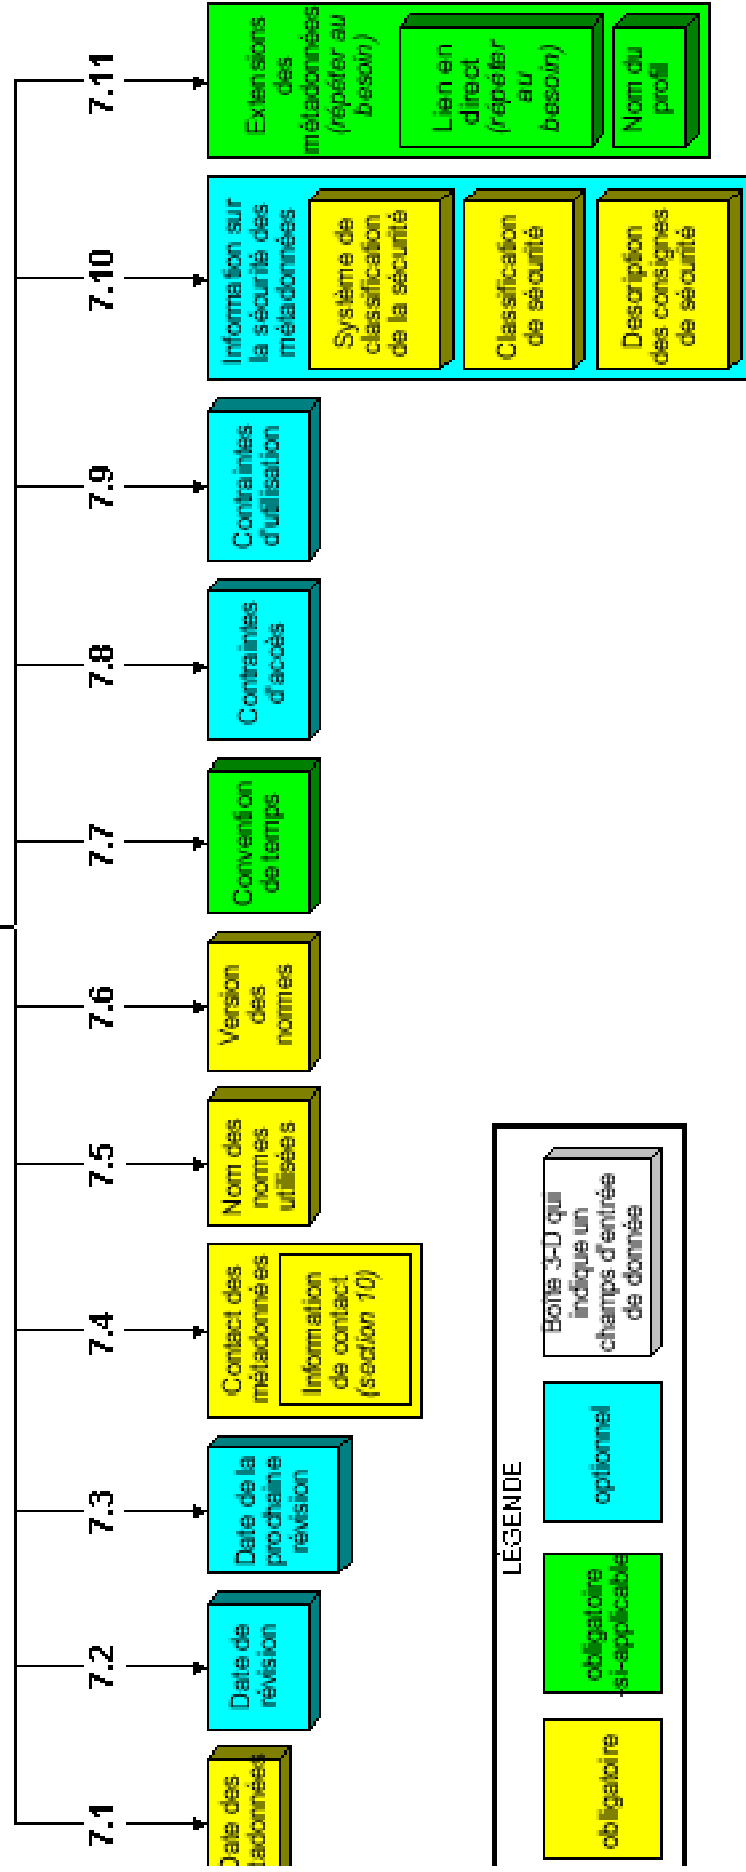 7.1
7.2
7.3
7.4
7.5
7.6
7.7
7.8
7.9
7.10
7.11
Date des
Date de
révision
Date de la
prochaine
révision
Contact des
métadonnées
Information
de contact
(section 10)
Nom des
normes
utilisées
Version
des
normes
Convention
de temps
Contraintes
d'accès
Contraintes
d'utilisation
Information sur
la sécurité des
métadonnées
Système de
classification
de la sécurité
Classification
de sécurité
Description
des consignes
de sécurité
Extensions
des
métadonnées
(répéter au
besoin)
Lien en
direct
(répéter
au
besoin)
Nom du
profil
LÉGENDE
obligatoire
obligatoire
-si-applicable
optionnel
Boîte 3-D qui
indique un
champs d'entrée
de donnée